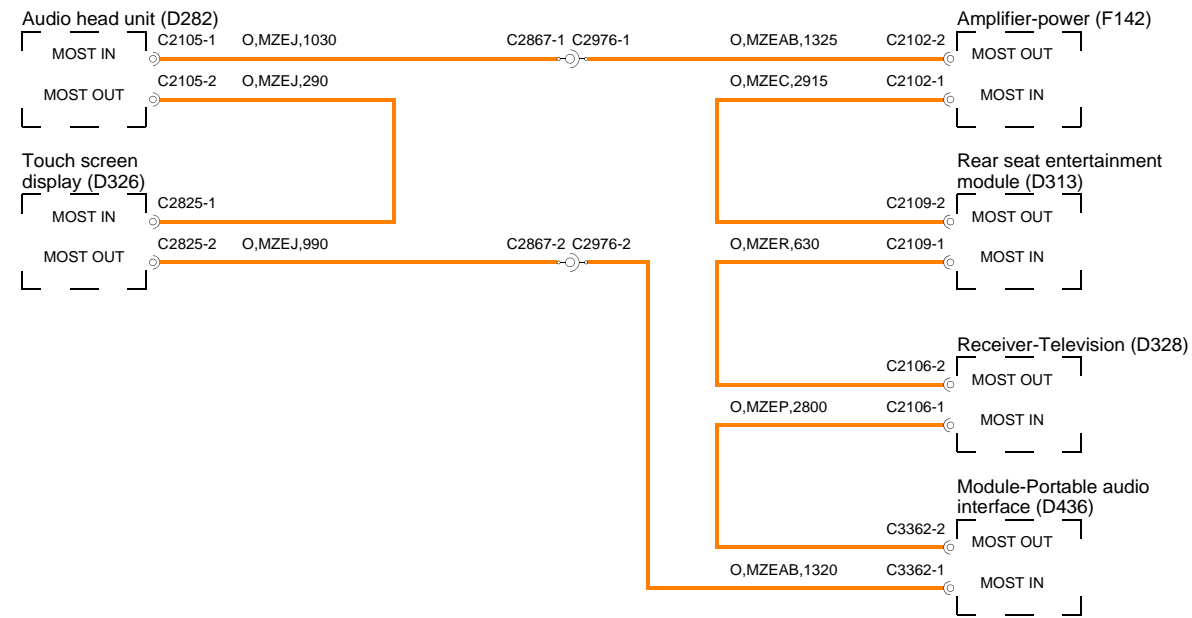 Audio head unit (D282)
MOST IN
C2105-1
O,MZEJ,1030
C2867-1
C2976-1
O,MZEAB,1325
C2102-2
Amplifier-power (F142)
MOST OUT
MOST OUT
C2105-2
O,MZEJ,290
O,MZEC,2915
C2102-1
MOST IN
Touch screen
display (D326)
MOST IN
C2825-1
Rear seat entertainment
module (D313)
C2109-2
MOST OUT
MOST OUT
C2825-2
O,MZEJ,990
C2867-2
C2976-2
O,MZER,630
C2109-1
MOST IN
Receiver-Television (D328)
C2106-2
MOST OUT
O,MZEP,2800
C2106-1
MOST IN
Module-Portable audio
interface (D436)
C3362-2
MOST OUT
O,MZEAB,1320
C3362-1
MOST IN